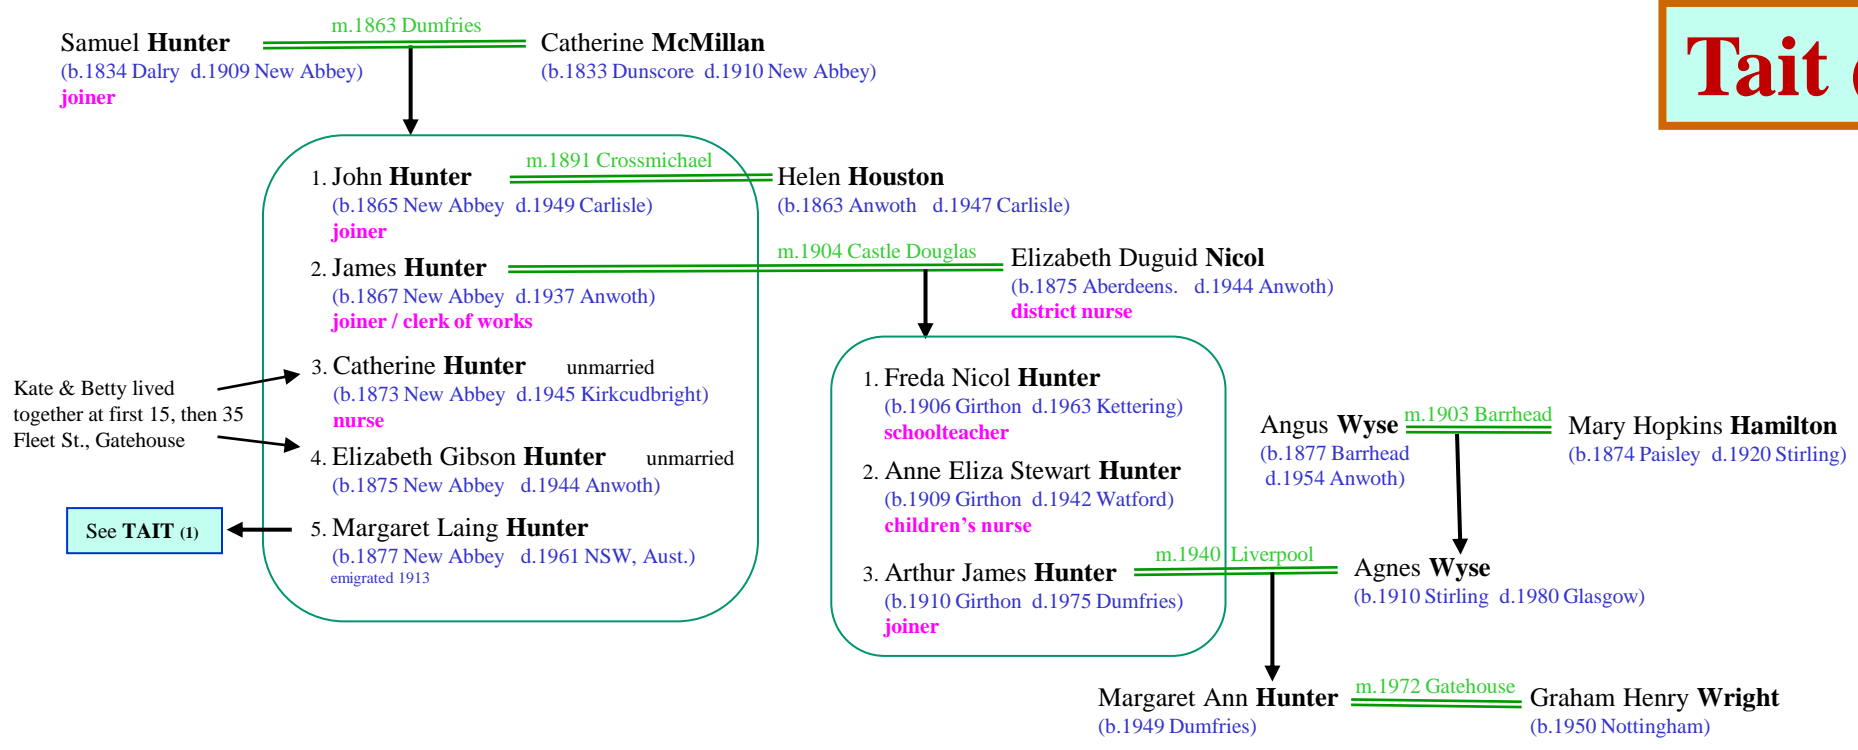 m.1863 Dumfries
Samuel Hunter
Catherine McMillan
(b.1834 Dalry d.1909 New Abbey)
(b.1833 Dunscore d.1910 New Abbey)
joiner
Tait
m.1891 Crossmichael
1. John Hunter
Helen Houston
(b.1865 New Abbey d.1949 Carlisle)
(b.1863 Anwoth d.1947 Carlisle)
joiner
m.1904 Castle Douglas
2. James Hunter
Elizabeth Duguid Nicol
(b.1867 New Abbey d.1937 Anwoth)
(b.1875 Aberdeens. d.1944 Anwoth)
joiner / clerk of works
district nurse
3. Catherine Hunter unmarried
(b.1873 New Abbey d.1945 Kirkcudbright)
nurse
Kate & Betty lived
together at first 15, then 35
Fleet St., Gatehouse
4. Elizabeth Gibson Hunter unmarried
(b.1875 New Abbey d.1944 Anwoth)
5. Margaret Laing Hunter
(b.1877 New Abbey d.1961 NSW, Aust.)
emigrated 1913
See TAIT (1)
1. Freda Nicol Hunter
(b.1906 Girthon d.1963 Kettering)
schoolteacher
2. Anne Eliza Stewart Hunter
(b.1909 Girthon d.1942 Watford)
children's nurse
3. Arthur James Hunter
(b.1910 Girthon d.1975 Dumfries)
joiner
m.1903 Barrhead
Angus Wyse
Mary Hopkins Hamilton
(b.1877 Barrhead
d.1954 Anwoth)
(b.1874 Paisley d.1920 Stirling)
m.1940 Liverpool
Agnes Wyse
(b.1910 Stirling d.1980 Glasgow)
m.1972 Gatehouse
Margaret Ann Hunter
Graham Henry Wright
(b.1949 Dumfries)
(b.1950 Nottingham)